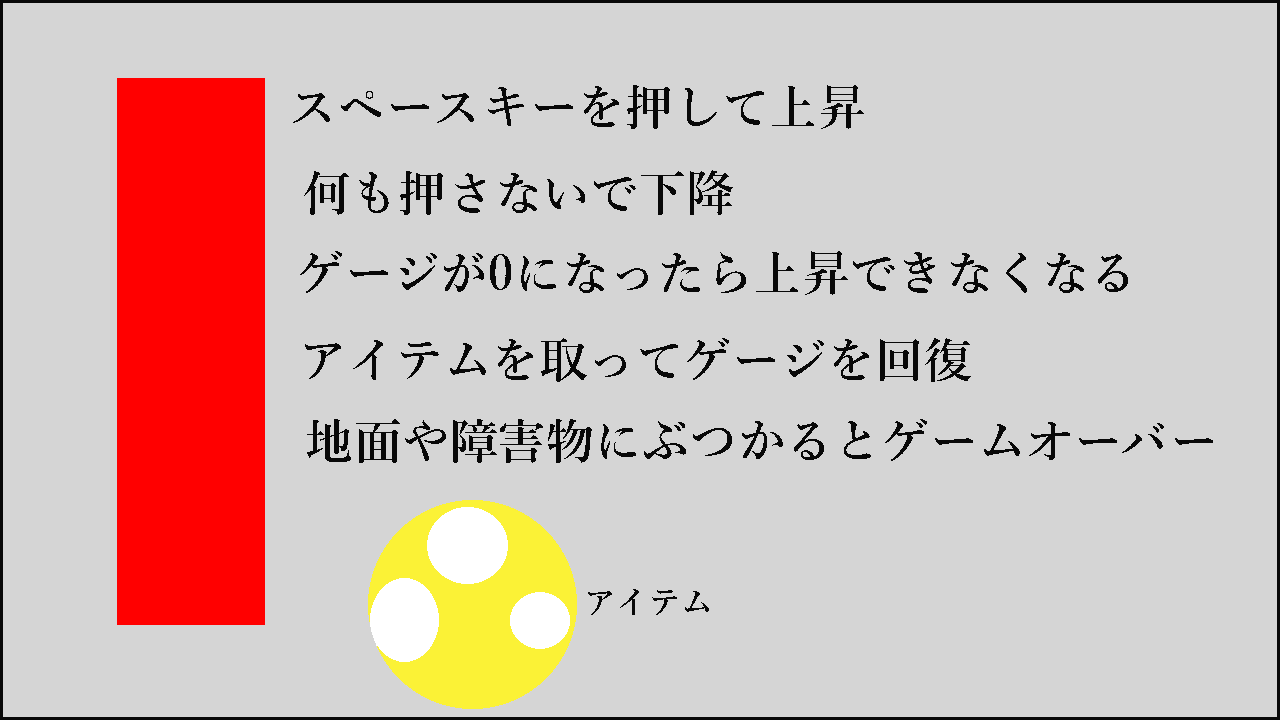 スペースキーを押して上昇
何も押さないで下降
ゲージが0になったら上昇できなくなる
アイテムを取ってゲージを回復
地面や障害物にぶつかるとゲームオーバー
アイテム